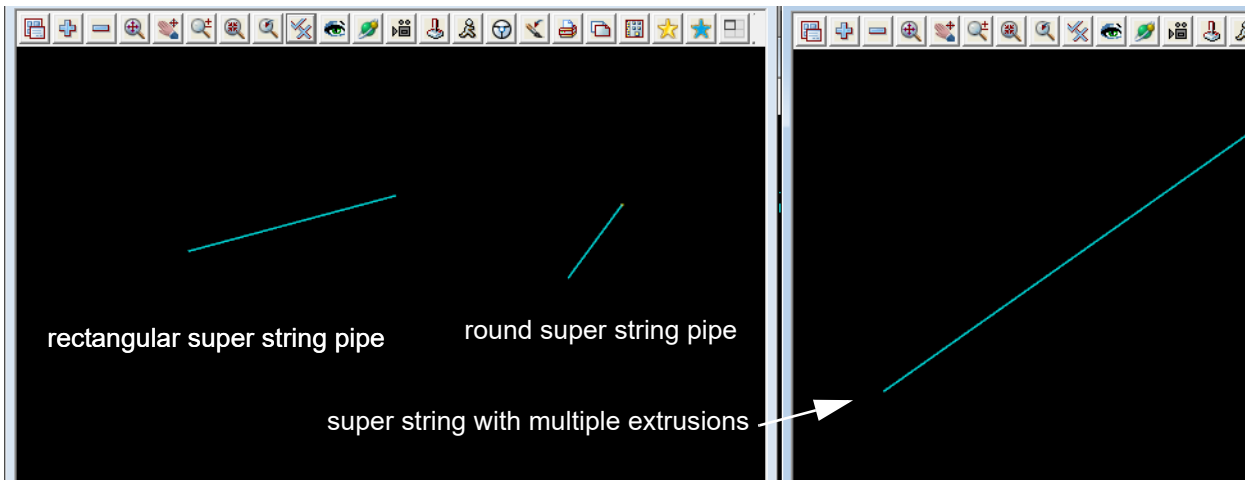 rectangular super string pipe
round super string pipe
super string with multiple extrusions